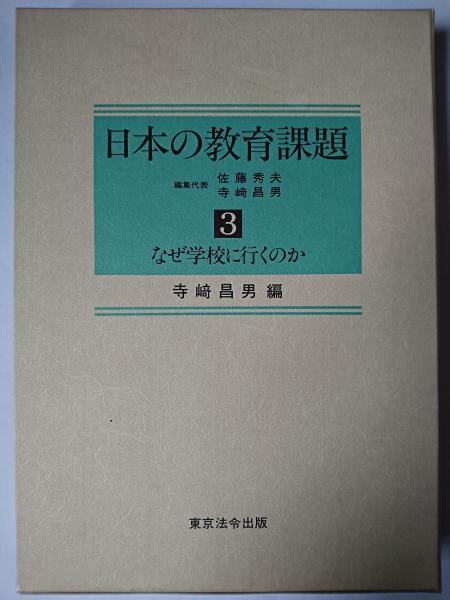 日本の教育課題
編集代表 佐藤秀夫
寺﨑昌男
3
なぜ学校に行くのか
寺﨑昌男編
東京法令出版